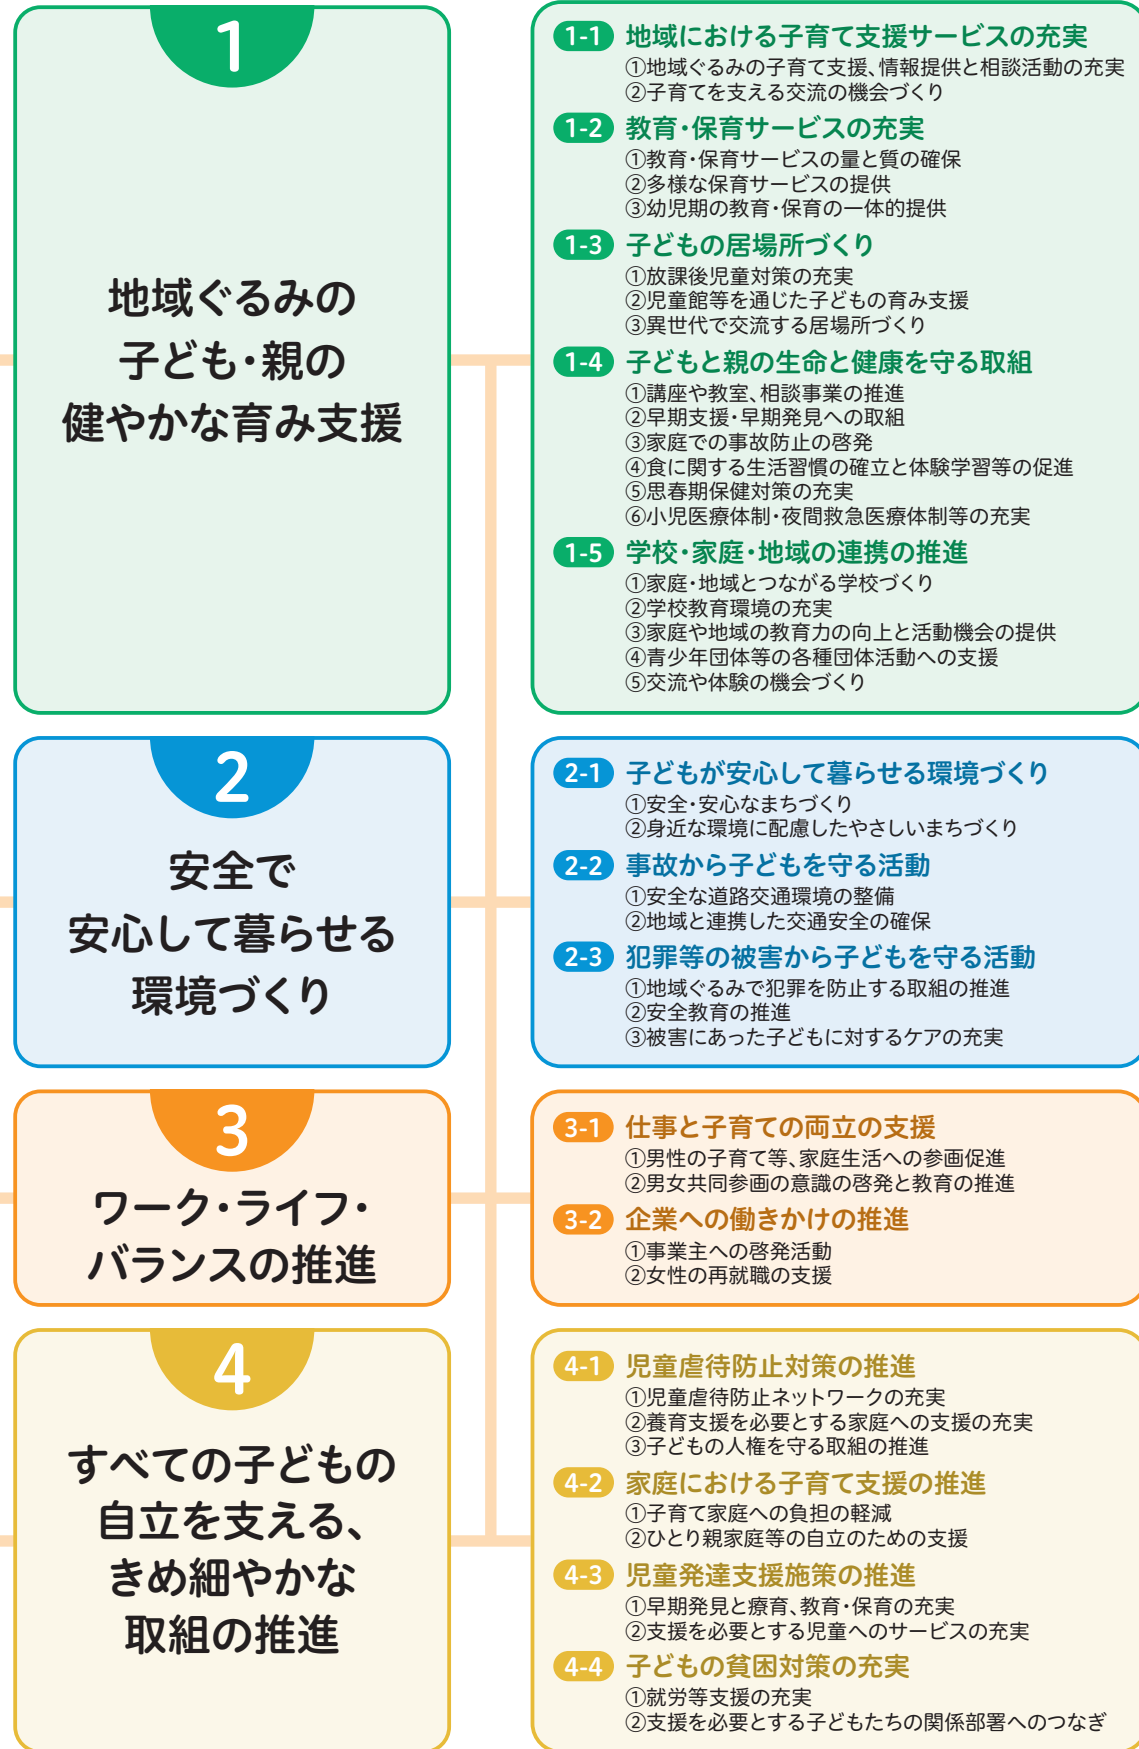 1
地域ぐるみの
子ども・親の
健やかな育み支援
1-1 地域における子育て支援サービスの充実
①地域ぐるみの子育て支援、情報提供と相談活動の充実
②子育てを支える交流の機会づくり
1-2 教育・保育サービスの充実
①教育・保育サービスの量と質の確保
②多様な保育サービスの提供
③幼児期の教育・保育の一体的提供
1-3 子どもの居場所づくり
①放課後児童対策の充実
②児童館等を通じた子どもの育み支援
③異世代で交流する居場所づくり
1-4 子どもと親の生命と健康を守る取組
①講座や教室、相談事業の推進
②早期支援・早期発見への取組
③家庭での事故防止の啓発
④食に関する生活習慣の確立と体験学習等の促進
⑤思春期保健対策の充実
⑥小児医療体制・夜間救急医療体制等の充実
1-5 学校・家庭・地域の連携の推進
①家庭・地域とつながる学校づくり
②学校教育環境の充実
③家庭や地域の教育力の向上と活動機会の提供
④青少年団体等の各種団体活動への支援
⑤交流や体験の機会づくり
2
安全で
安心して暮らせる
環境づくり
2-1 子どもが安心して暮らせる環境づくり
①安全・安心なまちづくり
②身近な環境に配慮したやさしいまちづくり
2-2 事故から子どもを守る活動
①安全な道路交通環境の整備
②地域と連携した交通安全の確保
2-3 犯罪等の被害から子どもを守る活動
①地域ぐるみで犯罪を防止する取組の推進
②安全教育の推進
③被害にあった子どもに対するケアの充実
3
ワーク・ライフ・
バランスの推進
3-1 仕事と子育ての両立の支援
①男性の子育て等、家庭生活への参画促進
②男女共同参画の意識の啓発と教育の推進
3-2 企業への働きかけの推進
①事業主への啓発活動
②女性の再就職の支援
4
すべての子どもの
自立を支える、
きめ細やかな
取組の推進
4-1 児童虐待防止対策の推進
①児童虐待防止ネットワークの充実
②養育支援を必要とする家庭への支援の充実
③子どもの人権を守る取組の推進
4-2 家庭における子育て支援の推進
①子育て家庭への負担の軽減
②ひとり親家庭等の自立のための支援
4-3 児童発達支援施策の推進
①早期発見と療育、教育・保育の充実
②支援を必要とする児童へのサービスの充実
4-4 子どもの貧困対策の充実
①就労等支援の充実
②支援を必要とする子どもたちの関係部署へのつなぎ